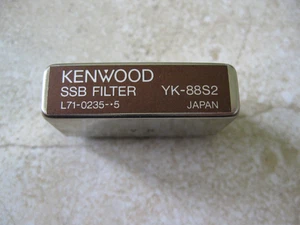 KENWOOD
SSB FILTER YK-88S2
L71-0235--5 JAPAN